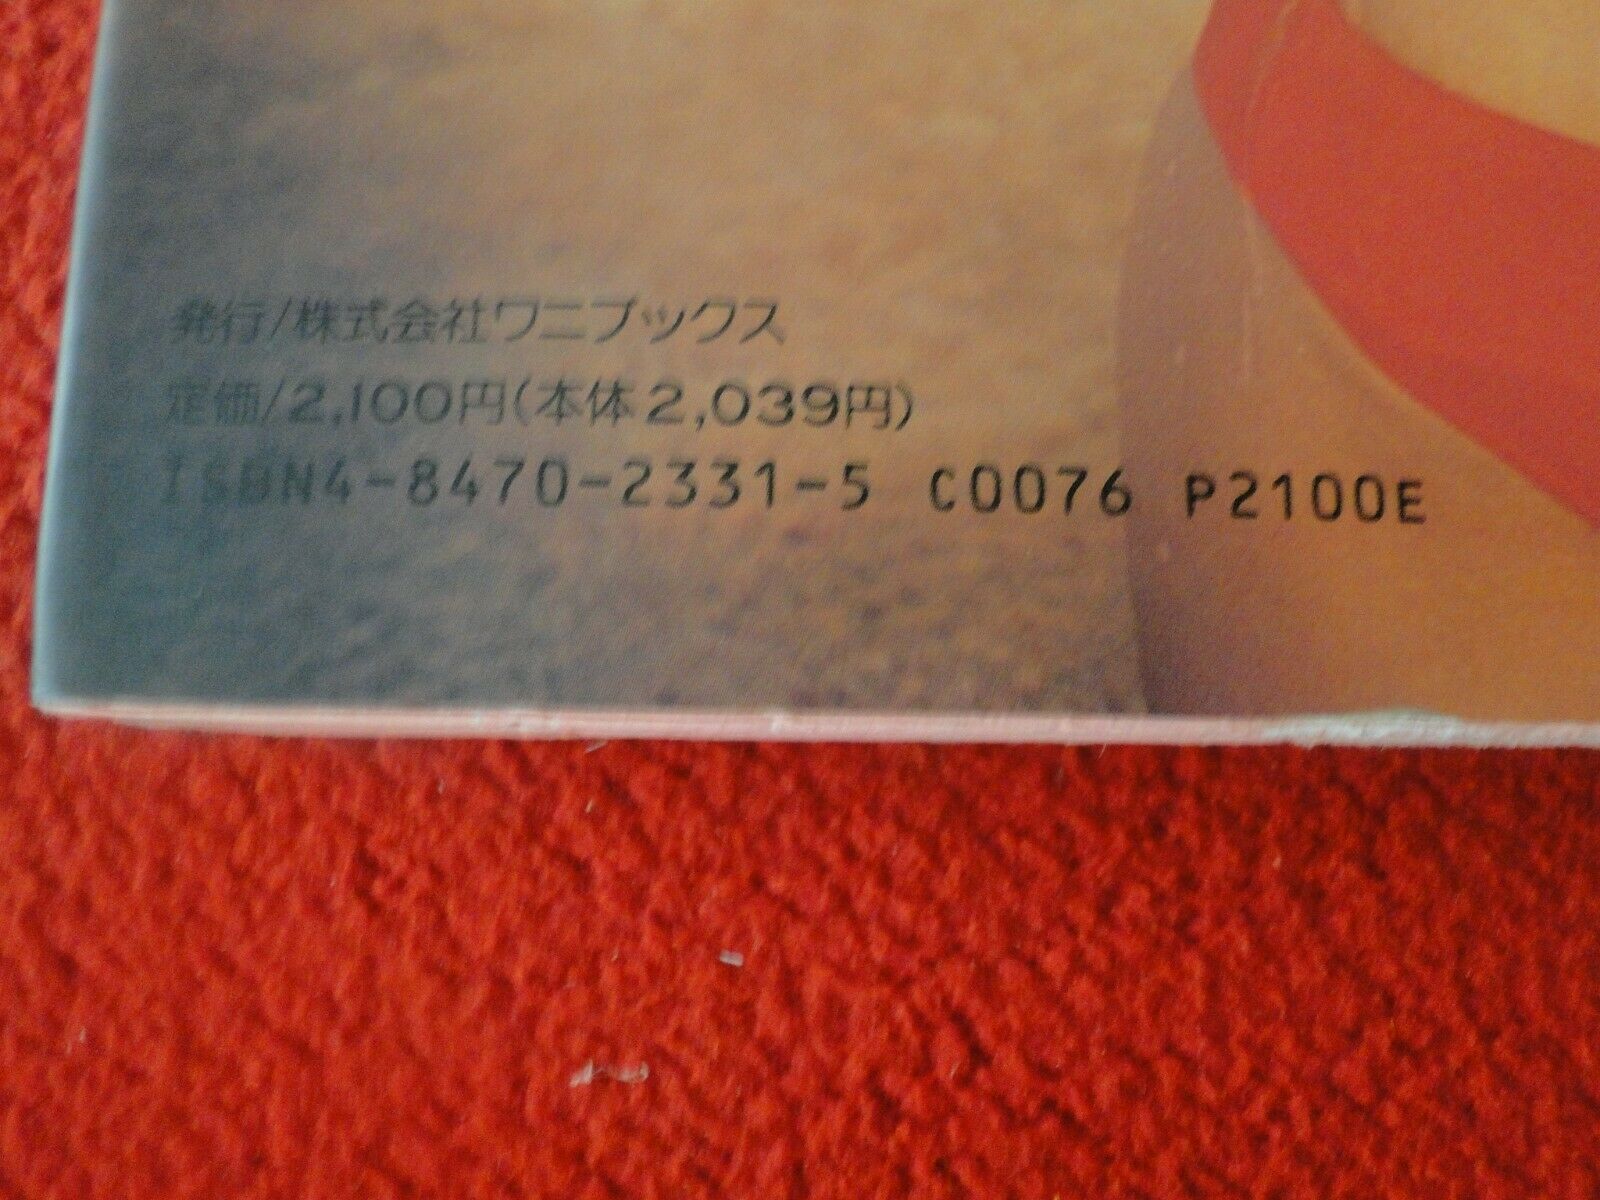 発行/株式会社ワニブックス
定価/2,100円(本体2,039円)
ISBN4-8470-2331-5 C0076 P2100E